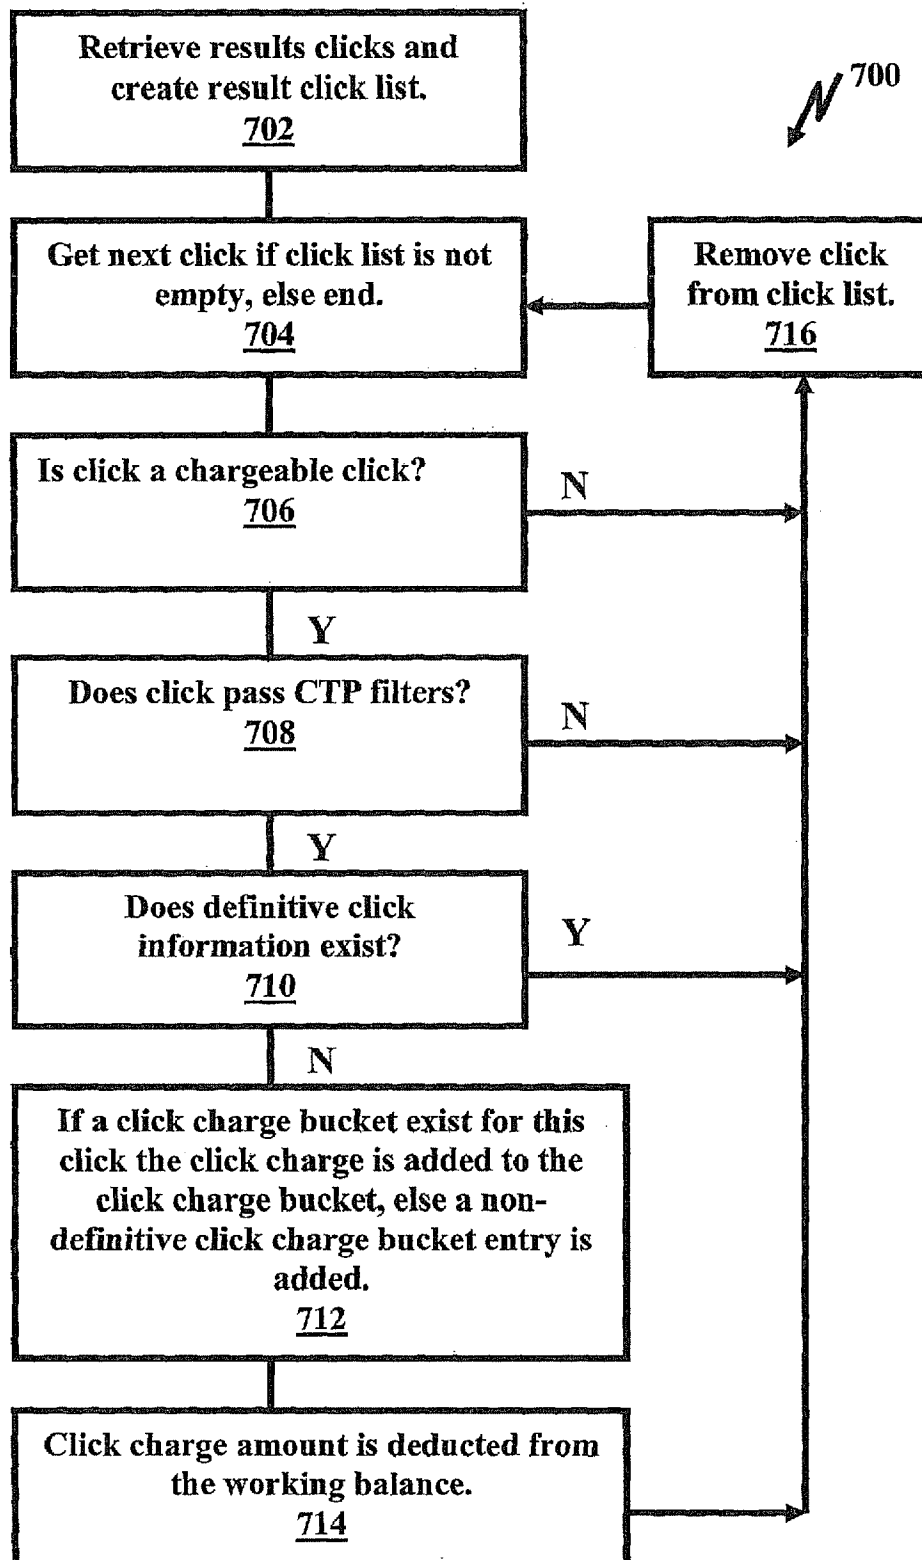 Retrieve results clicks and
create result click list.
702
700
Get next click if click list is not
empty, else end.
704
Remove click
from click list.
716
Is click a chargeable click?
706
N
Y
Does click pass CTP filters?
708
N
Y
Does definitive click
information exist?
710
Y
N
If a click charge bucket exist for this
click the click charge is added to the
click charge bucket, else a non-
definitive click charge bucket entry is
added.
712
Click charge amount is deducted from
the working balance.
714